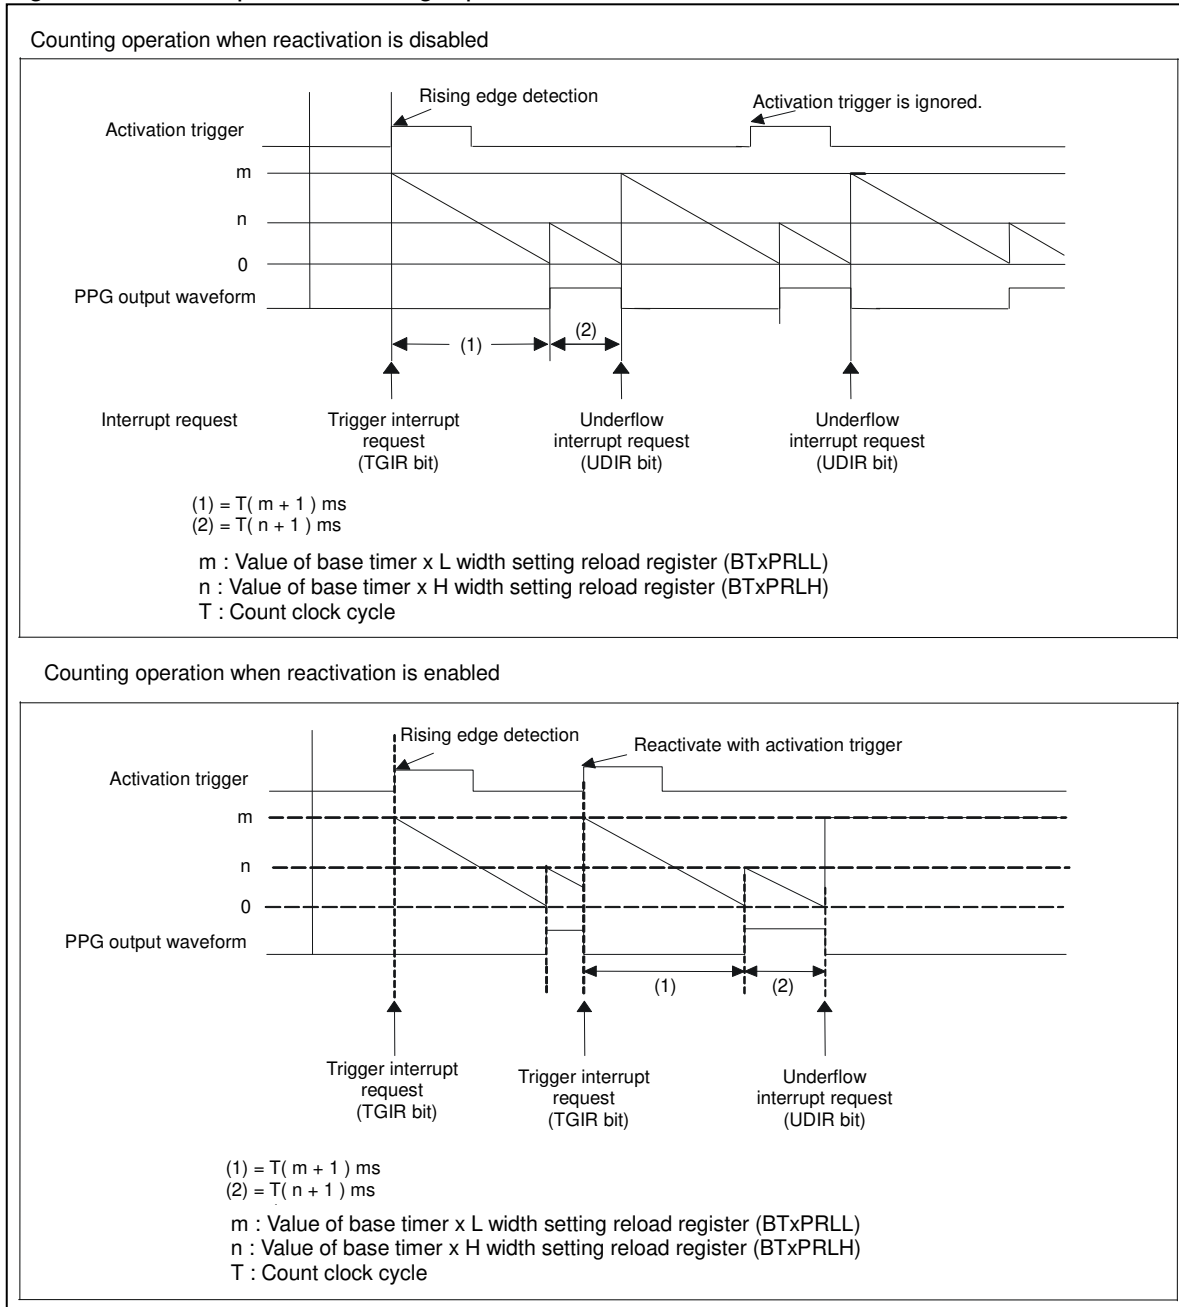 Counting operation when reactivation is disabled
Rising edge detection
Activation trigger is ignored.
Activation trigger
m
n
0
PPG output waveform
(1)
(2)
Interrupt request
Trigger interrupt
request
(TGIR bit)
Underflow
interrupt request
(UDIR bit)
Underflow
interrupt request
(UDIR bit)
(1) = T( m + 1 ) ms
(2) = T( n + 1 ) ms
m : Value of base timer x L width setting reload register (BTxPRLL)
n : Value of base timer x H width setting reload register (BTxPRLH)
T : Count clock cycle
Counting operation when reactivation is enabled
Rising edge detection
Reactivate with activation trigger
Activation trigger
m
n
0
PPG output waveform
(1)
(2)
Trigger interrupt
request
(TGIR bit)
Trigger interrupt
request
(TGIR bit)
Underflow
interrupt request
(UDIR bit)
(1) = T( m + 1 ) ms
(2) = T( n + 1 ) ms
m : Value of base timer x L width setting reload register (BTxPRLL)
n : Value of base timer x H width setting reload register (BTxPRLH)
T : Count clock cycle